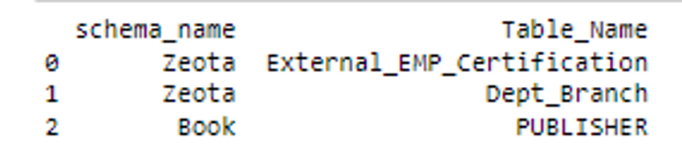 schema_name Table_Name
0 Zeota External_EMP_Certification
1 Zeota Dept_Branch
2 Book PUBLISHER